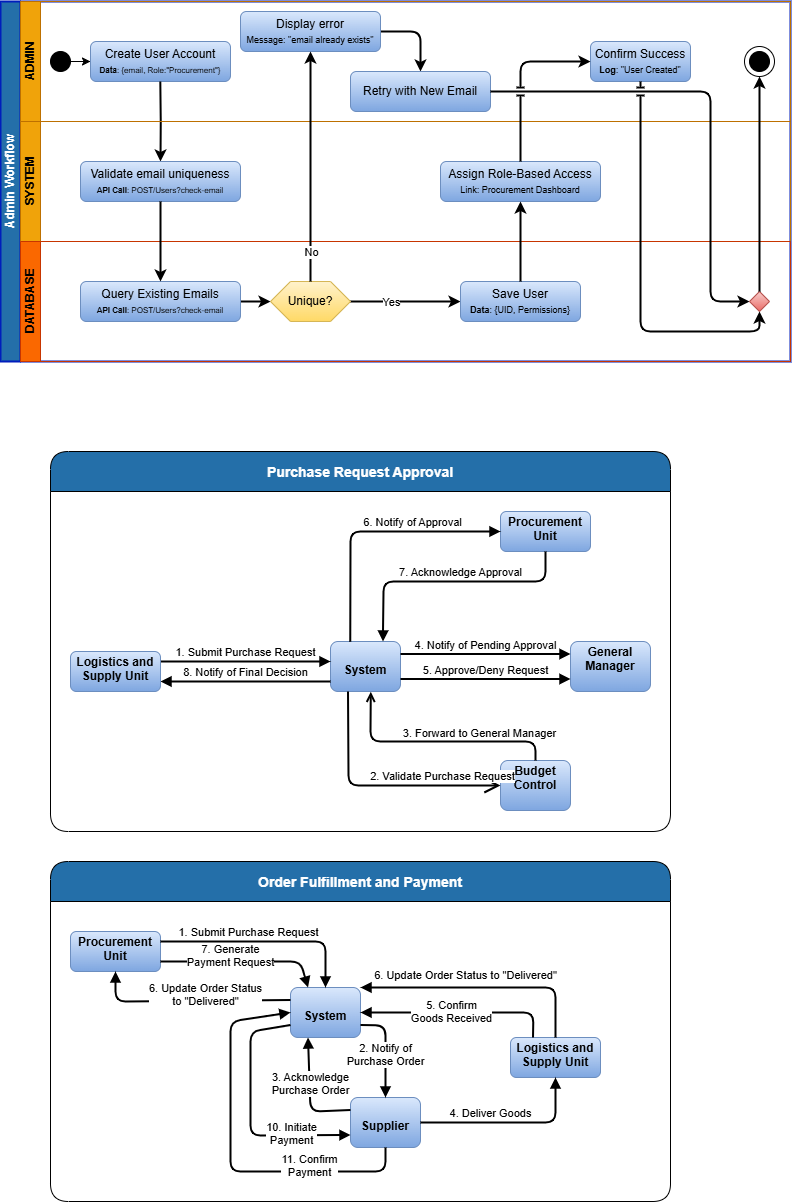 Admin Workflow
ADMIN
SYSTEM
DATABASE
Create User Account
Data: {email, Role:"Procurement"}
Display error
Message: "email already exists"
Retry with New Email
Confirm Success
Log: "User Created"
Validate email uniqueness
API Call: POST/Users?check-email
Assign Role-Based Access
Link: Procurement Dashboard
No
Query Existing Emails
API Call: POST/Users?check-email
Unique?
Yes
Save User
Data: {UID, Permissions}
Purchase Request Approval
6. Notify of Approval
Procurement
Unit
7. Acknowledge Approval
Logistics and
Supply Unit
1. Submit Purchase Request
8. Notify of Final Decision
System
4. Notify of Pending Approval
5. Approve/Deny Request
General
Manager
3. Forward to General Manager
2. Validate Purchase Request
Budget
Control
Order Fulfillment and Payment
Procurement
Unit
1. Submit Purchase Request
7. Generate
Payment Request
6. Update Order Status
to "Delivered"
System
6. Update Order Status to "Delivered"
5. Confirm
Goods Received
Logistics and
Supply Unit
2. Notify of
Purchase Order
3. Acknowledge
Purchase Order
4. Deliver Goods
Supplier
10. Initiate
Payment
11. Confirm
Payment